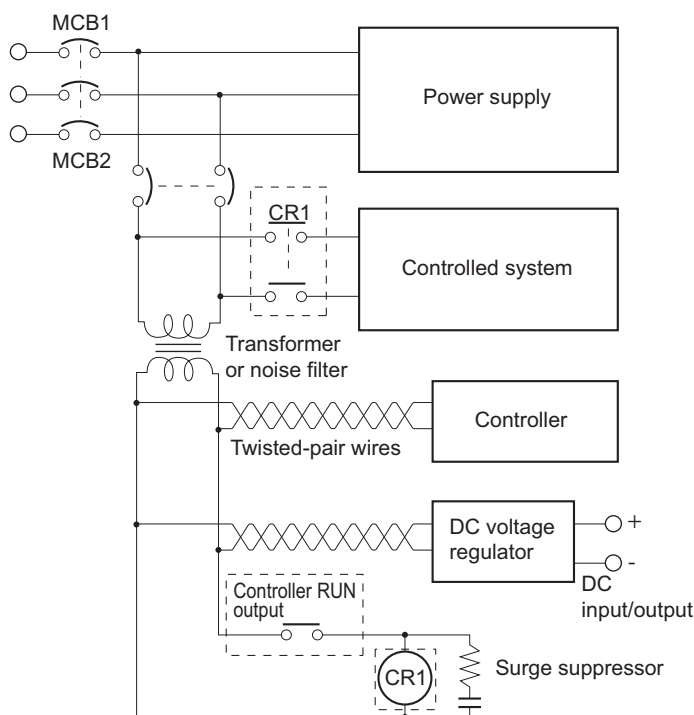 MCB1
Power supply
MCB2
CR1
Controlled system
Transformer
or noise filter
Controller
Twisted-pair wires
DC voltage
regulator
+
-
DC
input/output
Controller RUN
output
CR1
Surge suppressor